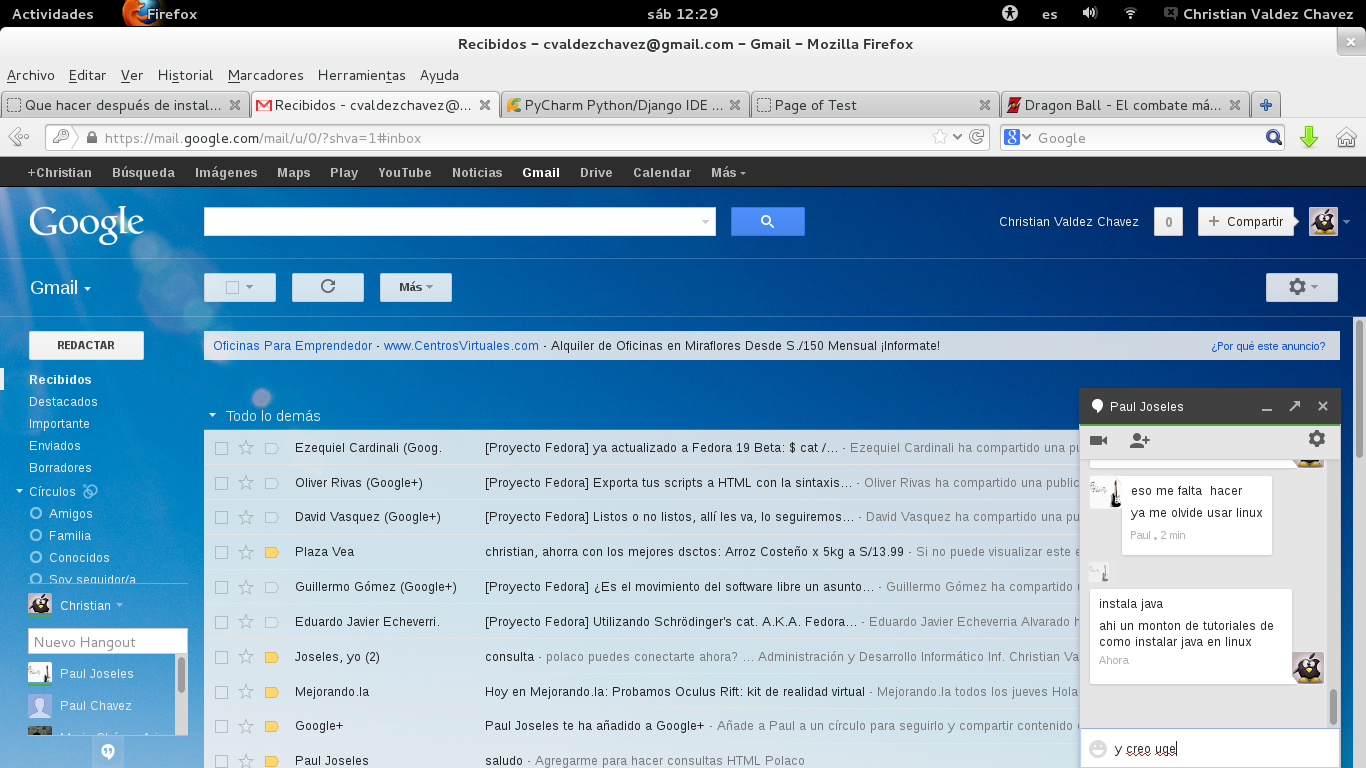 Actividades Firefox sáb 12:29 es Christian Valdez Chavez
Recibidos - cvaldezchavez@gmail.com - Gmail - Mozilla Firefox
Archivo Editar Ver Historial Marcadores Herramientas Ayuda
Que hacer después de instal... Recibidos - cvaldezchavez@... PyCharm Python/Django IDE ... Page of Test Dragon Ball - El combate má...
https://mail.google.com/mail/u/0/?shva=1#inbox Google
+Christian Búsqueda Imágenes Maps Play YouTube Noticias Gmail Drive Calendar Más
Google Christian Valdez Chavez 0 + Compartir
Gmail Más
REDACTAR
Recibidos
Destacados
Importante
Enviados
Borradores
Círculos
Amigos
Familia
Conocidos
Soy seguidor/a
Christian
Nuevo Hangout
Paul Joseles
Paul Chavez
Oficinas Para Emprendedor - www.CentrosVirtuales.com - Alquiler de Oficinas en Miraflores Desde S./150 Mensual ¡Informate! ¿Por qué este anuncio?
Todo lo demás
Ezequiel Cardinali (Goog. [Proyecto Fedora] ya actualizado a Fedora 19 Beta: $ cat /... - Ezequiel Cardinali ha compartido una pu
Oliver Rivas (Google+) [Proyecto Fedora] Exporta tus scripts a HTML con la sintaxis... - Oliver Rivas ha compartido una public
David Vasquez (Google+) [Proyecto Fedora] Listos o no listos, allí les va, lo seguiremos... - David Vasquez ha compartido una pu
Plaza Vea christian, ahorra con los mejores dsctos: Arroz Costeño x 5kg a S/13.99 - Si no puede visualizar este e
Guillermo Gómez (Google+) [Proyecto Fedora] ¿Es el movimiento del software libre un asunto... - Guillermo Gómez ha compartido
Eduardo Javier Echeverri. [Proyecto Fedora] Utilizando Schrödinger's cat. A.K.A. Fedora... - Eduardo Javier Echeverria Alvarado h
Joseles, yo (2) consulta - polaco puedes conectarte ahora? ... Administración y Desarrollo Informático Inf. Christian Va
Mejorando.la Hoy en Mejorando.la: Probamos Oculus Rift: kit de realidad virtual - Mejorando.la todos los jueves Hola
Google+ Paul Joseles te ha añadido a Google+ - Añade a Paul a un círculo para seguirlo y compartir contenido
Paul Joseles saludo - Agregarme para hacer consultas HTML Polaco
Paul Joseles
eso me falta hacer
ya me olvide usar linux
Paul • 2 min
instala java
ahi un monton de tutoriales de
como instalar java en linux
Ahora
y creo uqe